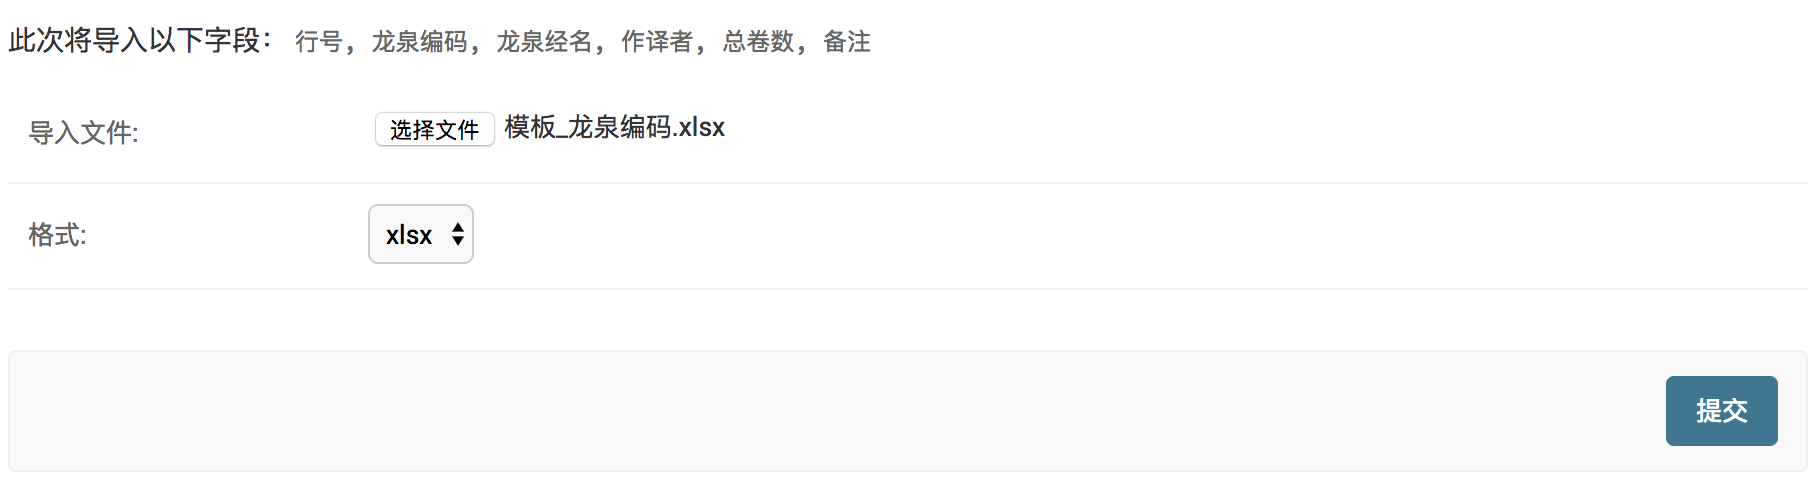 此次将导入以下字段： 行号，龙泉编码，龙泉经名，作译者，总卷数，备注
导入文件: 选择文件 模板_龙泉编码.xlsx
格式: xlsx
提交